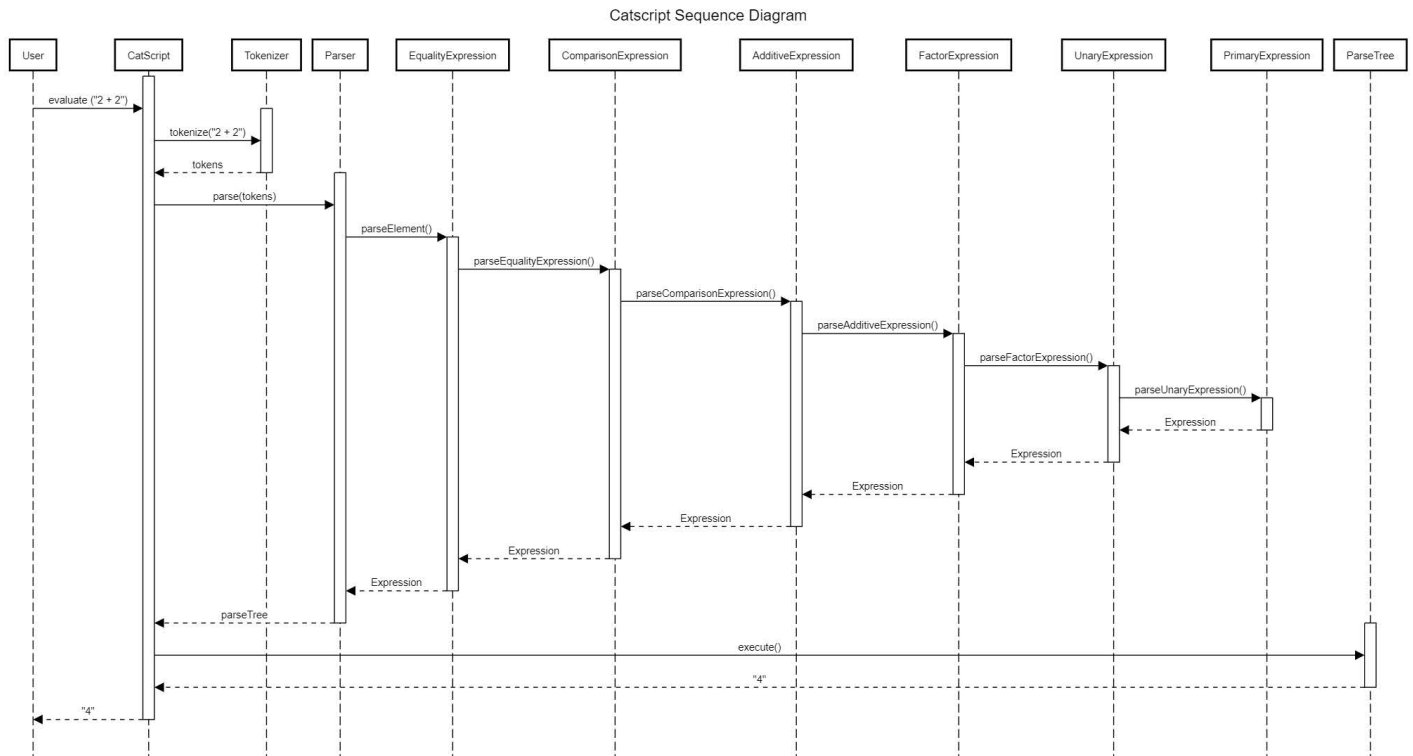 Catscript Sequence Diagram
User
CatScript
Tokenizer
Parser
EqualityExpression
ComparisonExpression
AdditiveExpression
FactorExpression
UnaryExpression
PrimaryExpression
ParseTree
evaluate ("2 + 2")
tokenize("2 + 2")
tokens
parse(tokens)
parseElement()
parseEqualityExpression()
parseComparisonExpression()
parseAdditiveExpression()
parseFactorExpression()
parseUnaryExpression()
Expression
Expression
Expression
Expression
Expression
Expression
parseTree
execute()
"4"
"4"